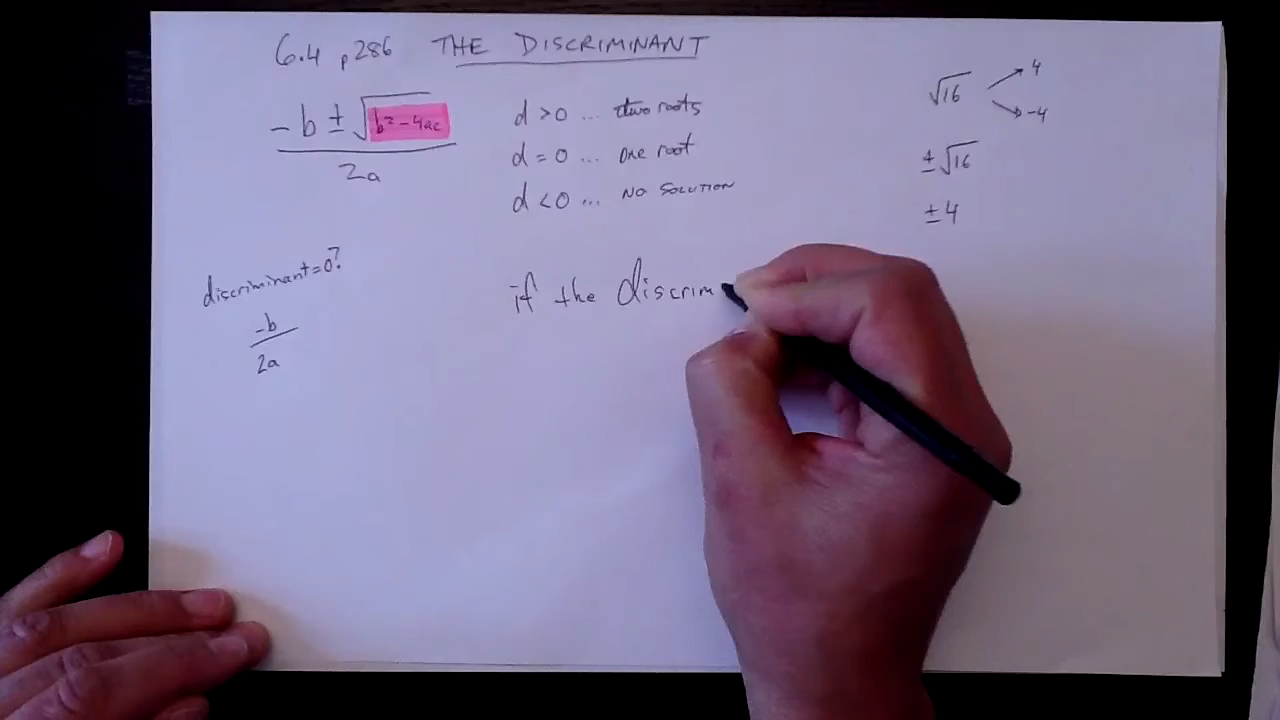 6.4 p286 THE DISCRIMINANT
-b ± √b²-4ac
2a
d > 0 ... two roots
d = 0 ... one root
d < 0 ... NO SOLUTION
√16
4
-4
± √16
± 4
discriminant=0?
-b
2a
if the discrim